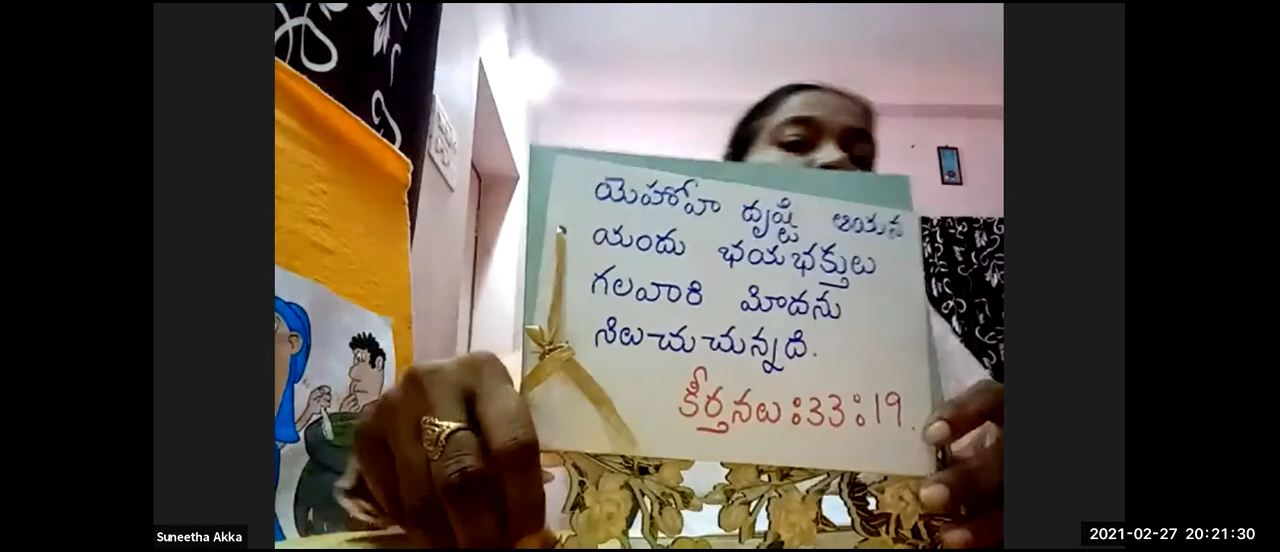 యెహోవా దృష్టి ఆయన
యందు భయభక్తులు
గలవారి మీదను
నిలుచుచున్నది.
కీర్తనలు : 33 : 19.
Suneetha Akka
2021-02-27 20:21:30